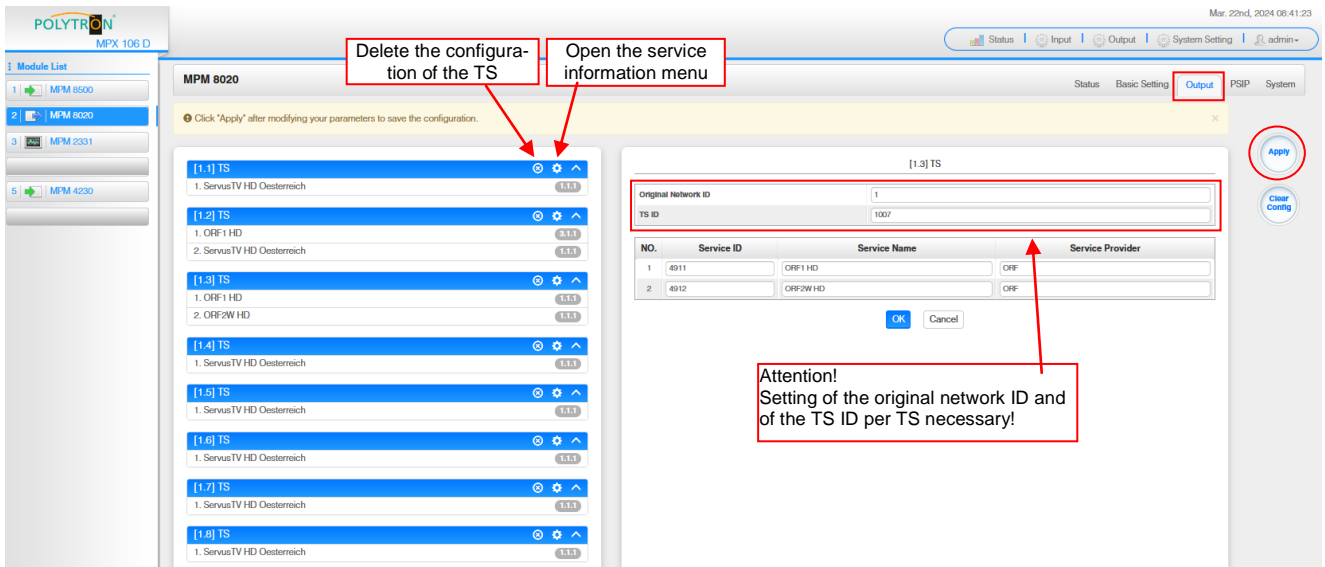 POLYTRON
MPX 106 D
Mar. 22nd, 2024 06:41:23
Status Input Output System Setting admin
Delete the configura-
tion of the TS
Open the service
information menu
Module List
1 MPM 8500
2 MPM 8020
3 MPM 2331
5 MPM 4230
MPM 8020
Status Basic Setting Output PSIP System
Click "Apply" after modifying your parameters to save the configuration.
Apply
Clear
Config
[1.1] TS
1. ServusTV HD Oesterreich 1.1.1
[1.2] TS
1. ORF1 HD 3.1.1
2. ServusTV HD Oesterreich 1.1.1
[1.3] TS
1. ORF1 HD 1.1.1
2. ORF2W HD 1.1.1
[1.4] TS
1. ServusTV HD Oesterreich 1.1.1
[1.5] TS
1. ServusTV HD Oesterreich 1.1.1
[1.6] TS
1. ServusTV HD Oesterreich 1.1.1
[1.7] TS
1. ServusTV HD Oesterreich 1.1.1
[1.8] TS
1. ServusTV HD Oesterreich 1.1.1
[1.3] TS
Original Network ID 1
TS ID 1007
NO. Service ID Service Name Service Provider
1 4911 ORF1 HD ORF
2 4912 ORF2W HD ORF
OK Cancel
Attention!
Setting of the original network ID and
of the TS ID per TS necessary!